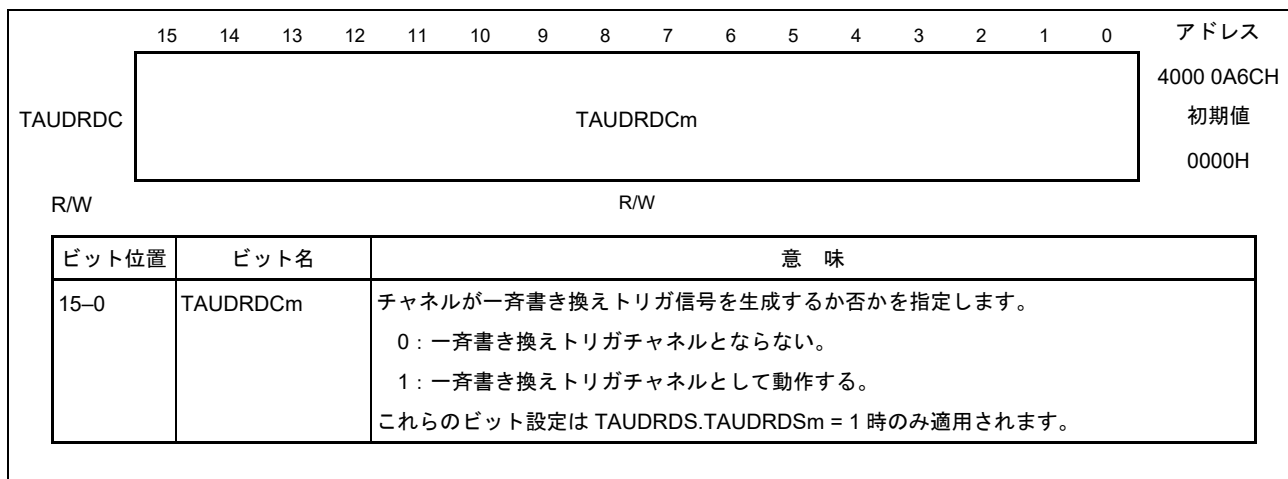 15 14 13 12 11 10 9 8 7 6 5 4 3 2 1 0 アドレス
4000 0A6CH
TAUDRDC TAUDRDCm 初期値
0000H
R/W R/W
ビット位置 ビット名 意 味
15–0 TAUDRDCm チャネルが一斉書き換えトリガ信号を生成するか否かを指定します。
0：一斉書き換えトリガチャネルとならない。
1：一斉書き換えトリガチャネルとして動作する。
これらのビット設定は TAUDRDS.TAUDRDSm = 1 時のみ適用されます。